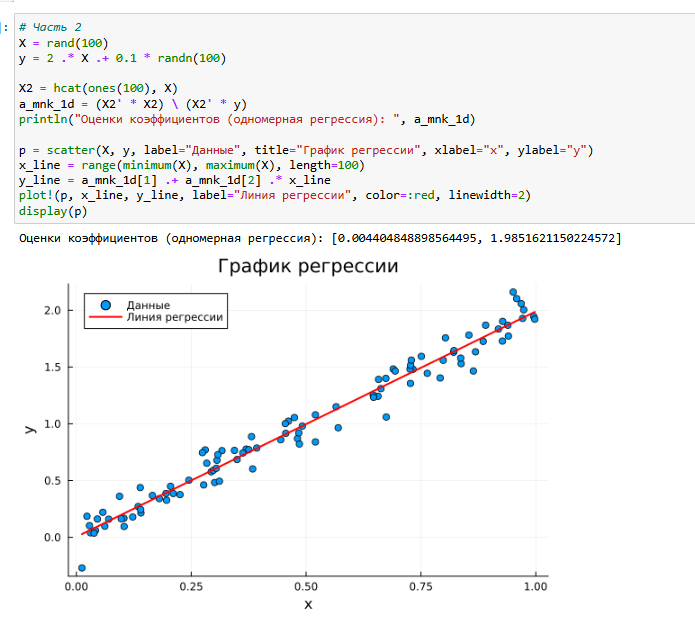 :
# Часть 2
X = rand(100)
y = 2 .* X .+ 0.1 * randn(100)
X2 = hcat(ones(100), X)
a_mnk_1d = (X2' * X2) \ (X2' * y)
println("Оценки коэффициентов (одномерная регрессия): ", a_mnk_1d)
p = scatter(X, y, label="Данные", title="График регрессии", xlabel="x", ylabel="y")
x_line = range(minimum(X), maximum(X), length=100)
y_line = a_mnk_1d[1] .+ a_mnk_1d[2] .* x_line
plot!(p, x_line, y_line, label="Линия регрессии", color=:red, linewidth=2)
display(p)
Оценки коэффициентов (одномерная регрессия): [0.004404848898564495, 1.9851621150224572]
График регрессии
Данные
Линия регрессии
2.0
1.5
1.0
0.5
0.0
y
0.00 0.25 0.50 0.75 1.00
x